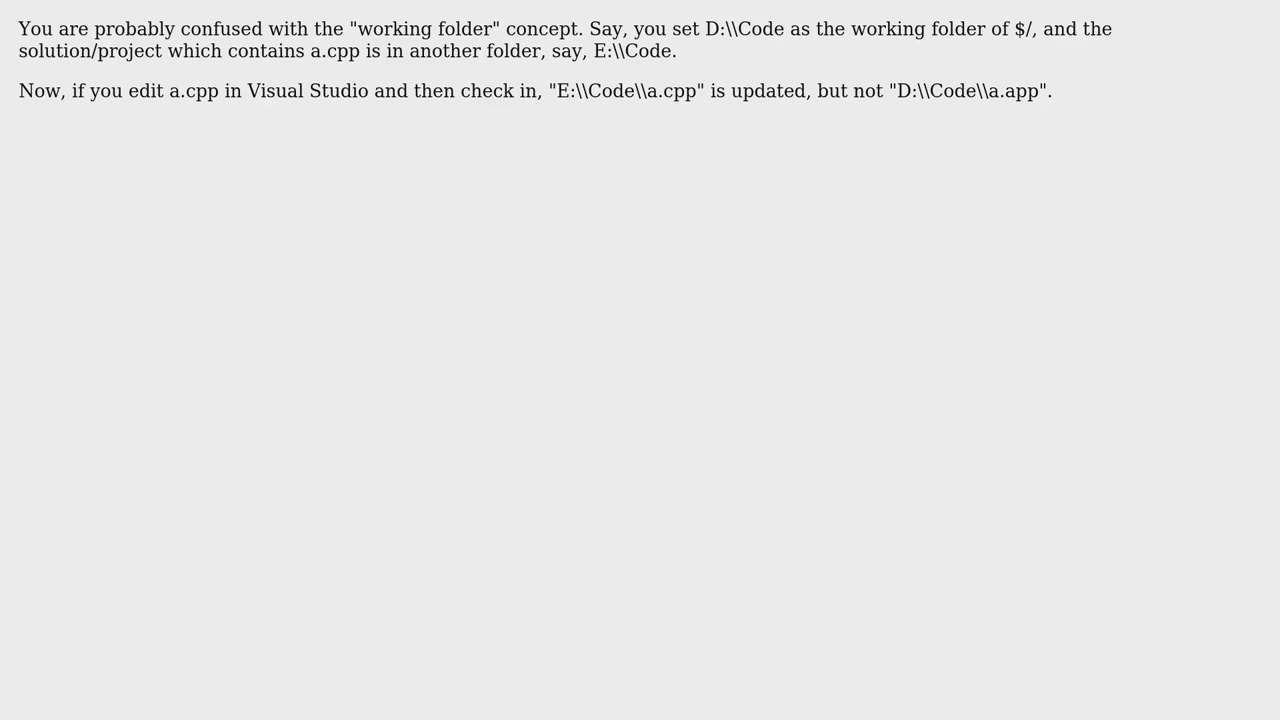 You are probably confused with the "working folder" concept. Say, you set D:\\Code as the working folder of $/, and the
solution/project which contains a.cpp is in another folder, say, E:\\Code.
Now, if you edit a.cpp in Visual Studio and then check in, "E:\\Code\\a.cpp" is updated, but not "D:\\Code\\a.app".